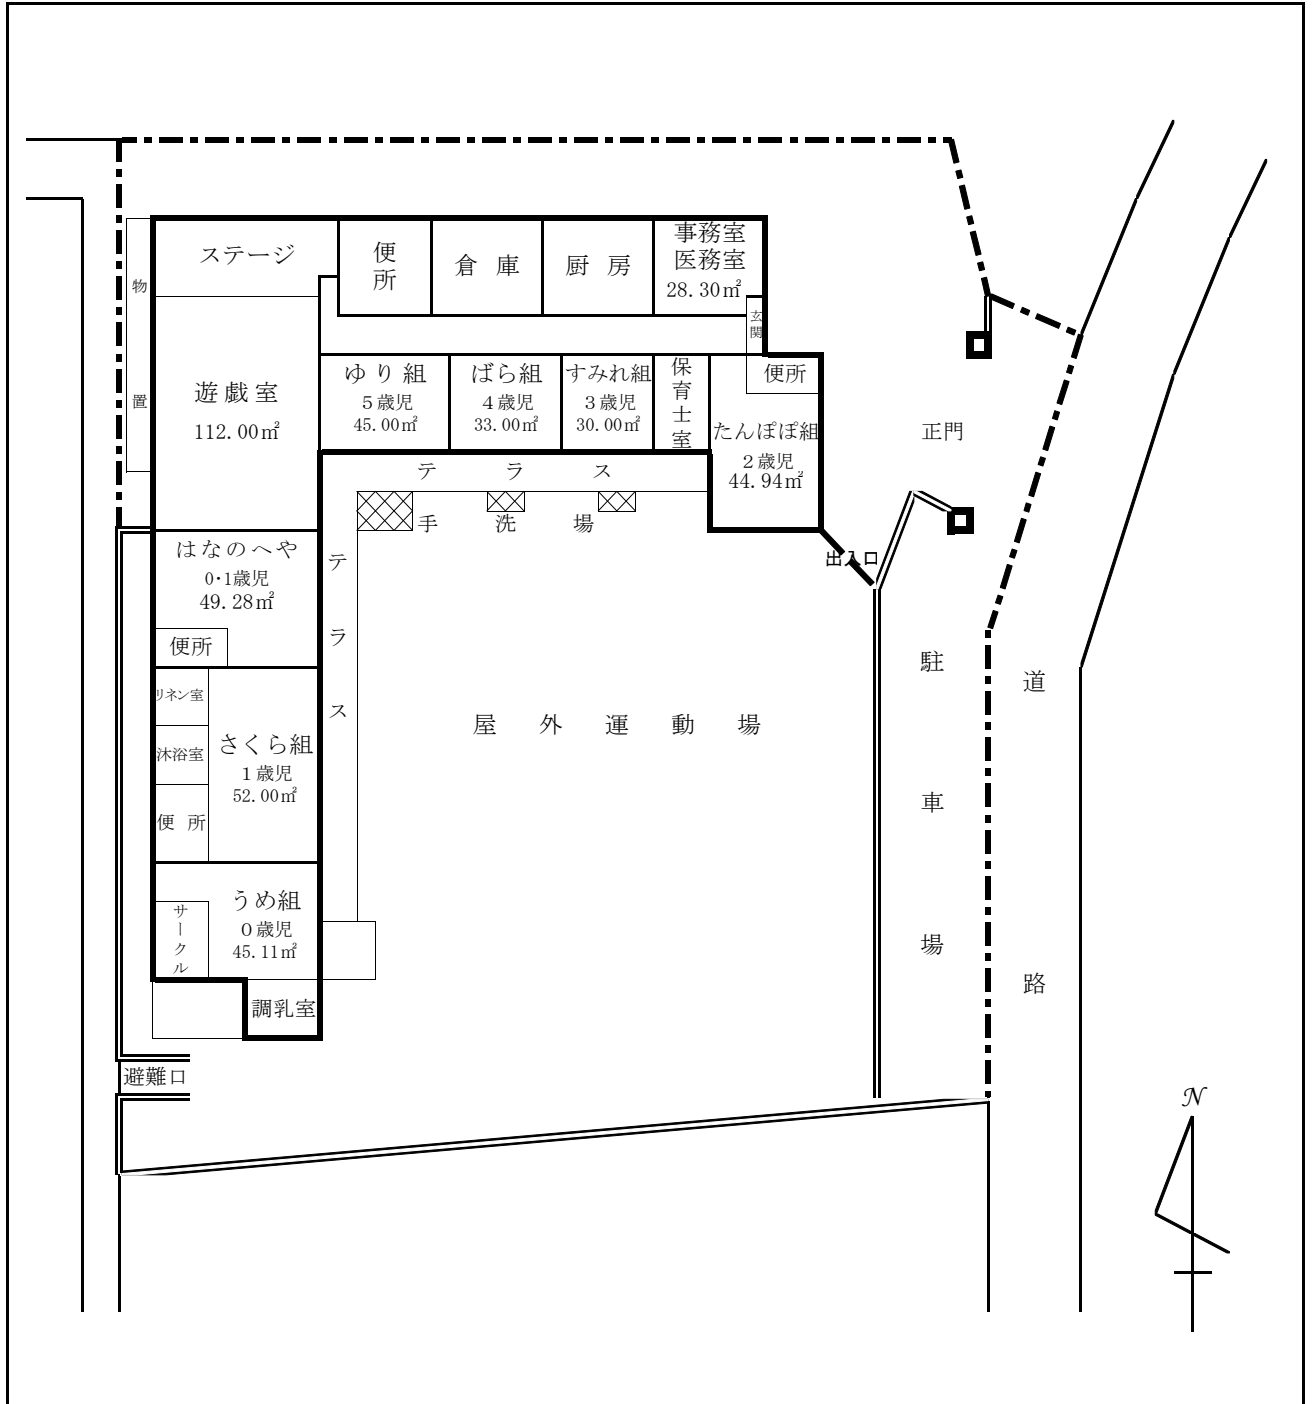 ステージ
便
所
倉 庫
厨 房
事務室
医務室
28.30㎡
物
置
玄
関
遊戯室
112.00㎡
ゆり組
5歳児
45.00㎡
ばら組
4歳児
33.00㎡
すみれ組
3歳児
30.00㎡
保
育
士
室
便所
たんぽぽ組
2歳児
44.94㎡
正門
テ ラ ス
手 洗 場
出入口
はなのへや
0・1歳児
49.28㎡
便所
テ
ラ
ス
リネン室
沐浴室
便 所
さくら組
1歳児
52.00㎡
屋 外 運 動 場
駐
車
場
道
路
うめ組
0歳児
45.11㎡
サ
ー
ク
ル
調乳室
避難口
N